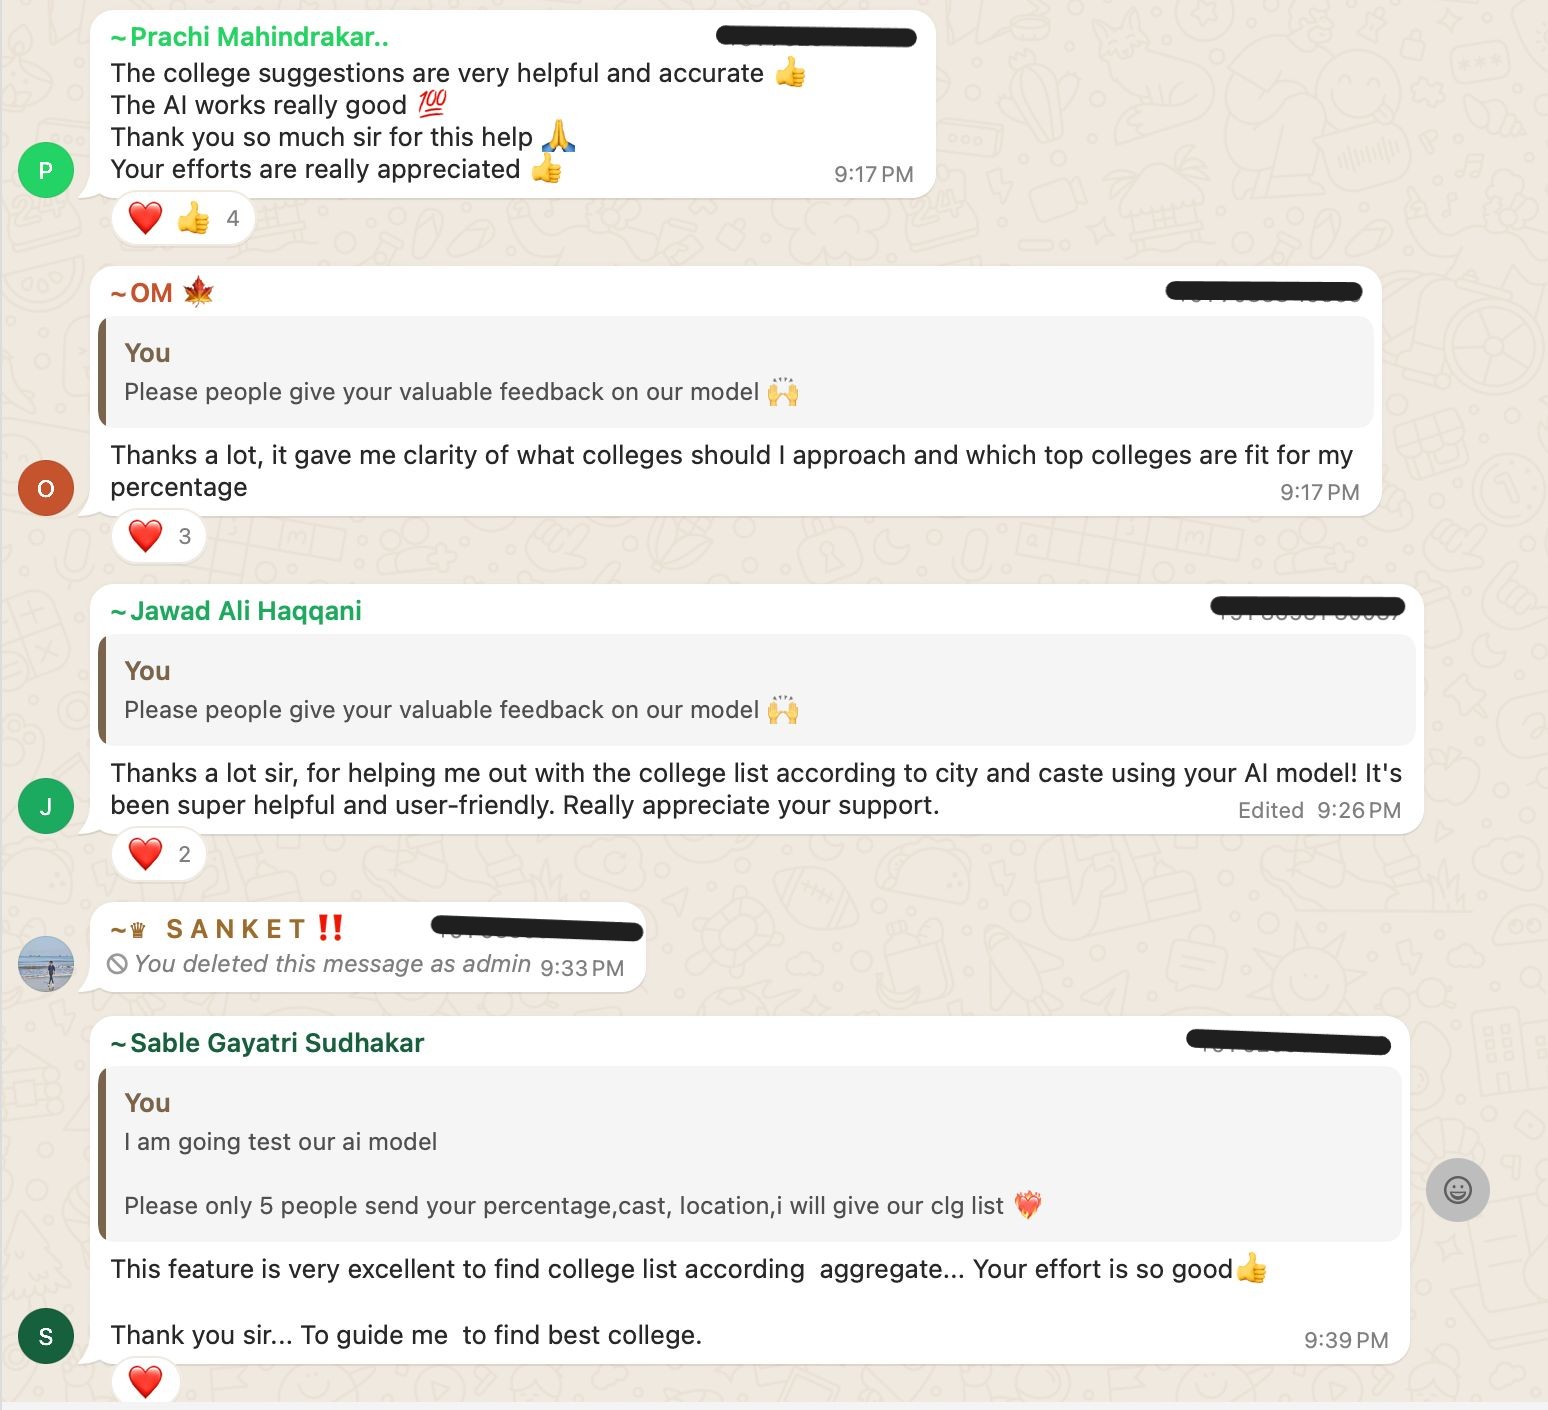 ~Prachi Mahindrakar..
The college suggestions are very helpful and accurate 👍
The AI works really good 💯
Thank you so much sir for this help 🙏
Your efforts are really appreciated 👍
9:17 PM
P
❤️ 👍 4
~OM 🍁
You
Please people give your valuable feedback on our model 🙌
Thanks a lot, it gave me clarity of what colleges should I approach and which top colleges are fit for my
percentage
9:17 PM
O
❤️ 3
~Jawad Ali Haqqani
You
Please people give your valuable feedback on our model 🙌
Thanks a lot sir, for helping me out with the college list according to city and caste using your AI model! It's
been super helpful and user-friendly. Really appreciate your support.
Edited 9:26 PM
J
❤️ 2
~♛ S A N K E T ‼️
You deleted this message as admin 9:33 PM
~Sable Gayatri Sudhakar
You
I am going test our ai model
Please only 5 people send your percentage,cast, location,i will give our clg list ❤️‍🔥
This feature is very excellent to find college list according  aggregate... Your effort is so good👍
Thank you sir... To guide me  to find best college.
9:39 PM
S
❤️